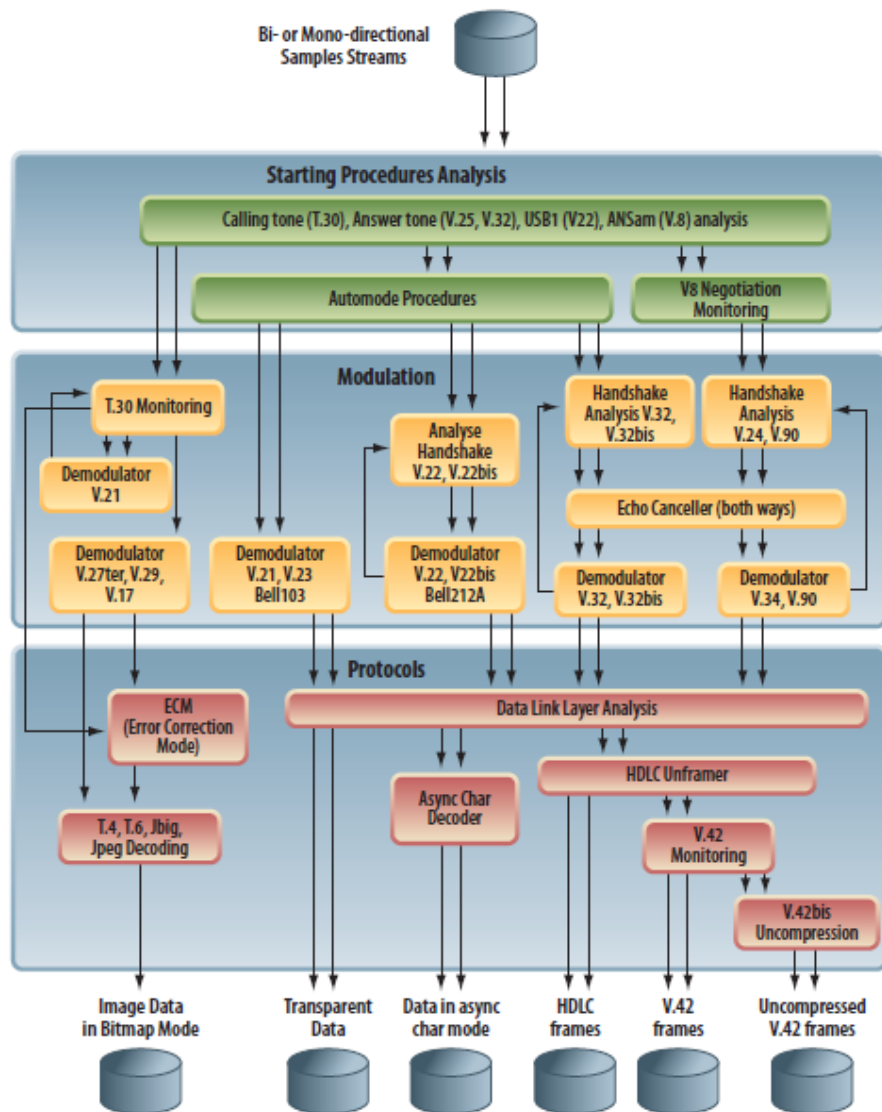 Bi- or Mono-directional
Samples Streams
Starting Procedures Analysis
Calling tone (T.30), Answer tone (V.25, V.32), USB1 (V22), ANSam (V.8) analysis
Automode Procedures
V8 Negotiation
Monitoring
Modulation
T.30 Monitoring
Demodulator
V.21
Analyse
Handshake
V.22, V.22bis
Handshake
Analysis V.32,
V.32bis
Handshake
Analysis
V.24, V.90
Echo Canceller (both ways)
Demodulator
V.27ter, V.29,
V.17
Demodulator
V.21, V.23
Bell103
Demodulator
V.22, V22bis
Bell212A
Demodulator
V.32, V.32bis
Demodulator
V.34, V.90
Protocols
ECM
(Error Correction
Mode)
Data Link Layer Analysis
T.4, T.6, Jbig,
Jpeg Decoding
Async Char
Decoder
HDLC Unframer
V.42
Monitoring
V.42bis
Uncompression
Image Data
in Bitmap Mode
Transparent
Data
Data in async
char mode
HDLC
frames
V.42
frames
Uncompressed
V.42 frames